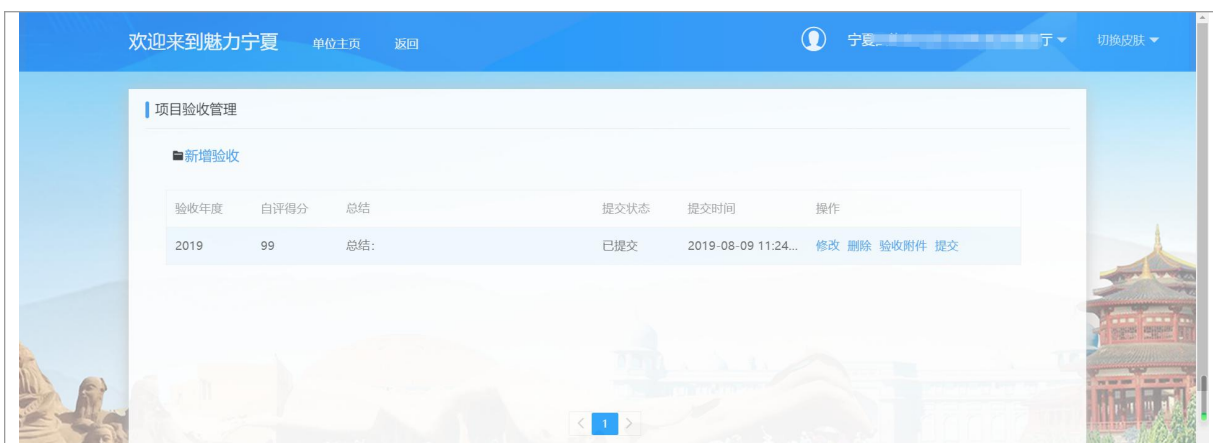 欢迎来到魅力宁夏 单位主页 返回 宁夏 厅 切换皮肤
项目验收管理
新增验收
验收年度 自评得分 总结 提交状态 提交时间 操作
2019 99 总结: 已提交 2019-08-09 11:24... 修改 删除 验收附件 提交
1